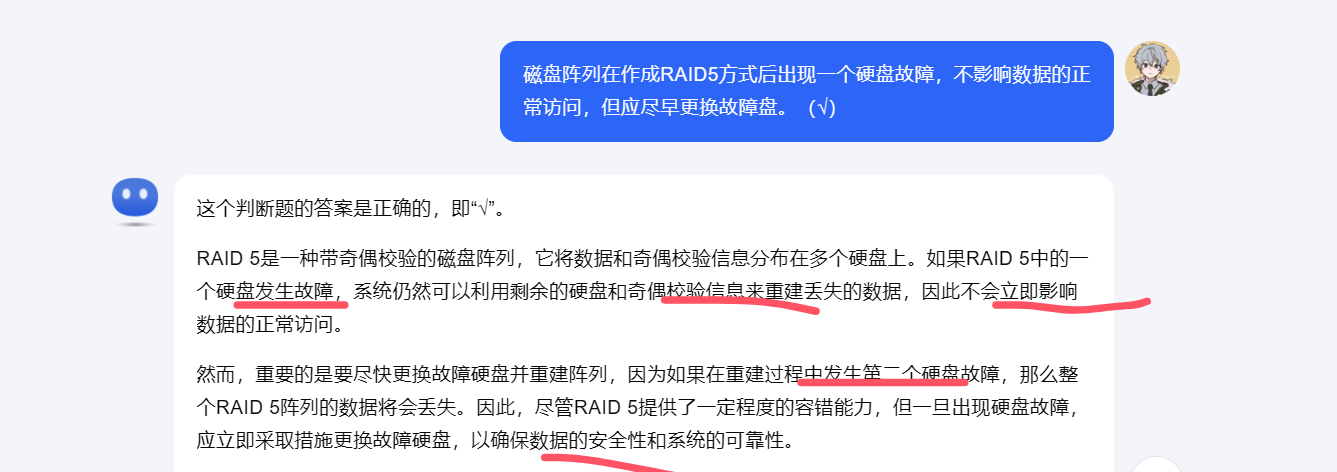 磁盘阵列在作成RAID5方式后出现一个硬盘故障，不影响数据的正
常访问，但应尽早更换故障盘。（√）
这个判断题的答案是正确的，即“√”。
RAID 5是一种带奇偶校验的磁盘阵列，它将数据和奇偶校验信息分布在多个硬盘上。如果RAID 5中的一
个硬盘发生故障，系统仍然可以利用剩余的硬盘和奇偶校验信息来重建丢失的数据，因此不会立即影响
数据的正常访问。
然而，重要的是要尽快更换故障硬盘并重建阵列，因为如果在重建过程中发生第二个硬盘故障，那么整
个RAID 5阵列的数据将会丢失。因此，尽管RAID 5提供了一定程度的容错能力，但一旦出现硬盘故障，
应立即采取措施更换故障硬盘，以确保数据的安全性和系统的可靠性。